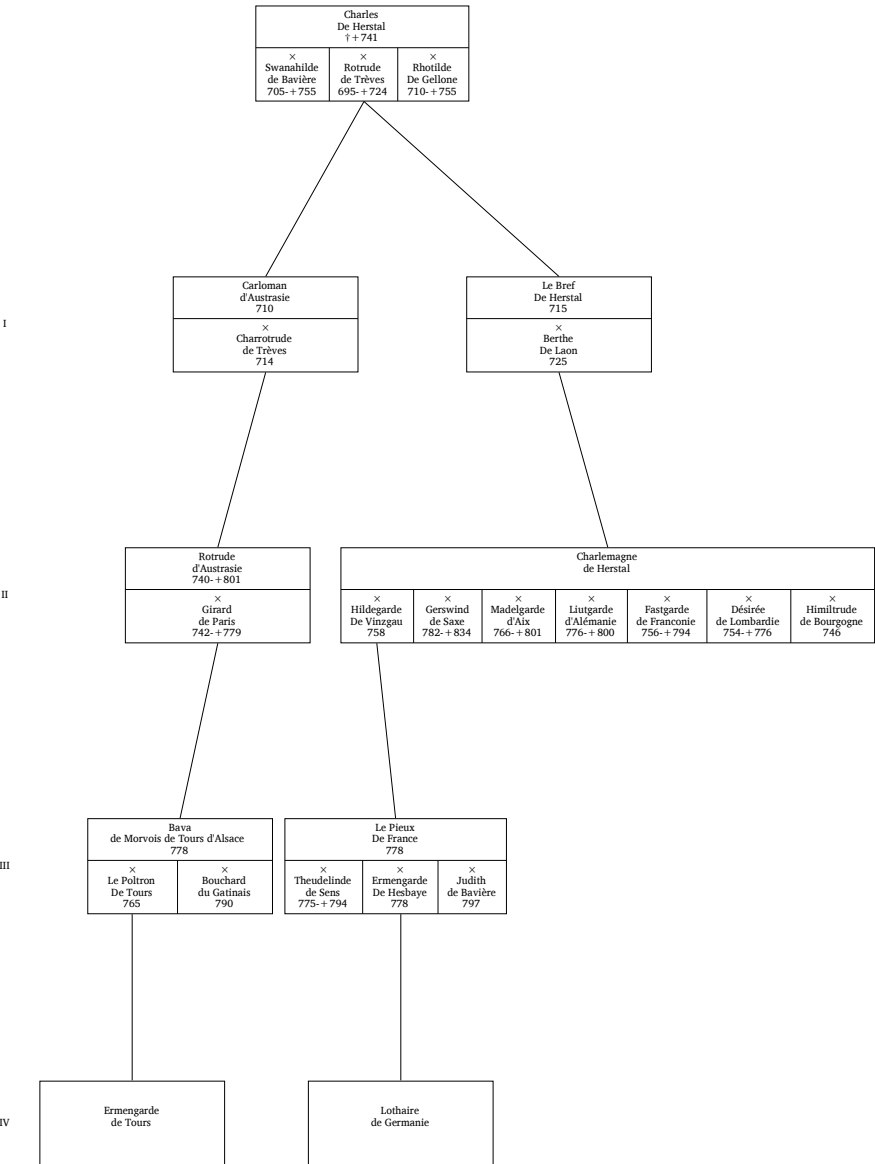 Charles
De Herstal
†+741
×
Swanahilde
de Bavière
705-+755
×
Rotrude
de Trèves
695-+724
×
Rhotilde
De Gellone
710-+755
I
Carloman
d'Austrasie
710
×
Charrotrude
de Trèves
714
Le Bref
De Herstal
715
×
Berthe
De Laon
725
II
Rotrude
d'Austrasie
740-+801
×
Girard
de Paris
742-+779
Charlemagne
de Herstal
×
Hildegarde
De Vinzgau
758
×
Gerswind
de Saxe
782-+834
×
Madelgarde
d'Aix
766-+801
×
Liutgarde
d'Alémanie
776-+800
×
Fastgarde
de Franconie
756-+794
×
Désirée
de Lombardie
754-+776
×
Himiltrude
de Bourgogne
746
III
Bava
de Morvois de Tours d'Alsace
778
×
Le Poltron
De Tours
765
×
Bouchard
du Gatinais
790
Le Pieux
De France
778
×
Theudelinde
de Sens
775-+794
×
Ermengarde
De Hesbaye
778
×
Judith
de Bavière
797
IV
Ermengarde
de Tours
Lothaire
de Germanie